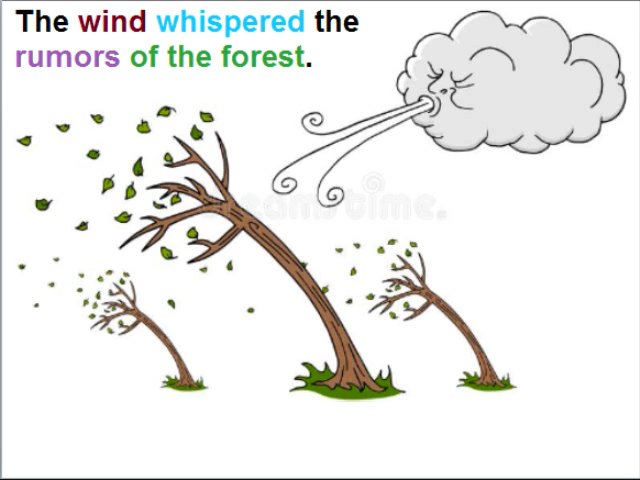 The wind whispered the
rumors of the forest.